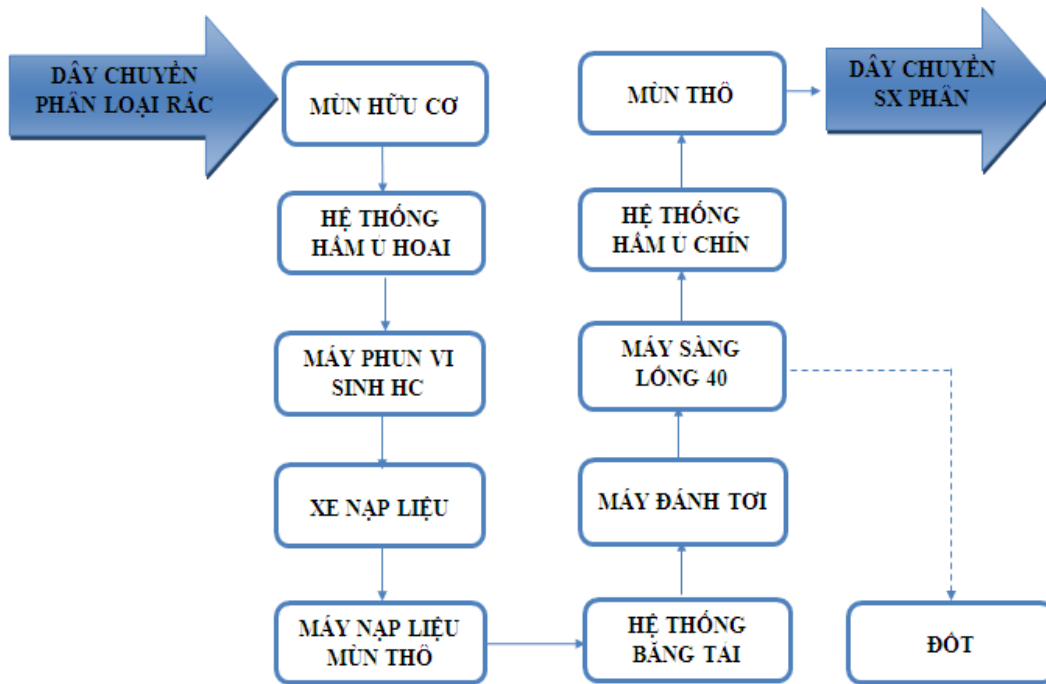 DÂY CHUYỀN
PHÂN LOẠI RÁC
MÙN HỮU CƠ
HỆ THỐNG
HẦM Ủ HOAI
MÁY PHUN VI
SINH HC
XE NẠP LIỆU
MÁY NẠP LIỆU
MÙN THÔ
HỆ THỐNG
BĂNG TẢI
MÁY ĐÁNH TƠI
MÁY SÀNG
LỒNG 40
HỆ THỐNG
HẦM Ủ CHÍN
MÙN THÔ
DÂY CHUYỀN
SX PHÂN
ĐỐT